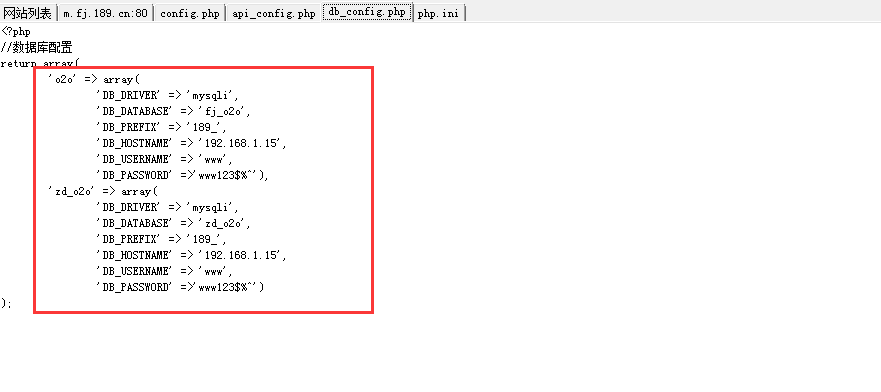 网站列表 m.fj.189.cn:80 config.php api_config.php db_config.php php.ini
<?php
//数据库配置
return array(
'o2o' => array(
'DB_DRIVER' => 'mysqli',
'DB_DATABASE' => 'fj_o2o',
'DB_PREFIX' => '189_',
'DB_HOSTNAME' => '192.168.1.15',
'DB_USERNAME' => 'www',
'DB_PASSWORD' =>'www123$%^'),
'zd_o2o' => array(
'DB_DRIVER' => 'mysqli',
'DB_DATABASE' => 'zd_o2o',
'DB_PREFIX' => '189_',
'DB_HOSTNAME' => '192.168.1.15',
'DB_USERNAME' => 'www',
'DB_PASSWORD' =>'www123$%^')
);